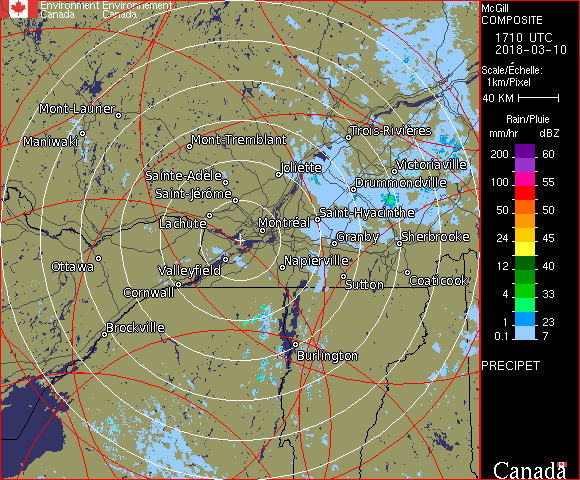 Environment Environnement
Canada Canada
Mont-Laurier
Maniwaki
Mont-Tremblant
Trois-Rivières
Sainte-Adèle
Joliette
Victoriaville
Saint-Jérôme
Drummondville
Lachute
Saint-Hyacinthe
Montréal
Granby
Sherbrooke
Ottawa
Valleyfield
Napierville
Cornwall
Sutton
Coaticook
Brockville
Burlington
McGill
COMPOSITE
1710 UTC
2018-03-10
Scale/Échelle:
1km/Pixel
40 KM
Rain/Pluie
mm/hr dBZ
200 60
150 57
100 55
50 50
24 45
12 40
4 33
1 23
0.1 7
PRECIPET
Canada